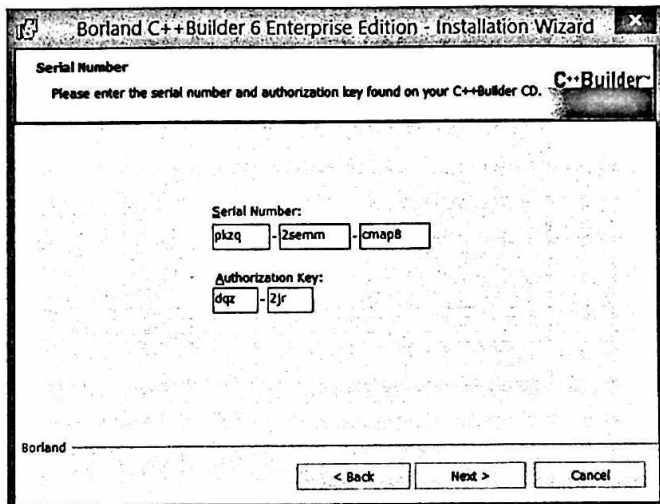 Borland C++Builder 6 Enterprise Edition - Installation Wizard
Serial Number
Please enter the serial number and authorization key found on your C++Builder CD.
C++Builder™
Serial Number:
pkzq - 2semm - cmap8
Authorization Key:
dqz - 2jr
Borland
< Back Next > Cancel